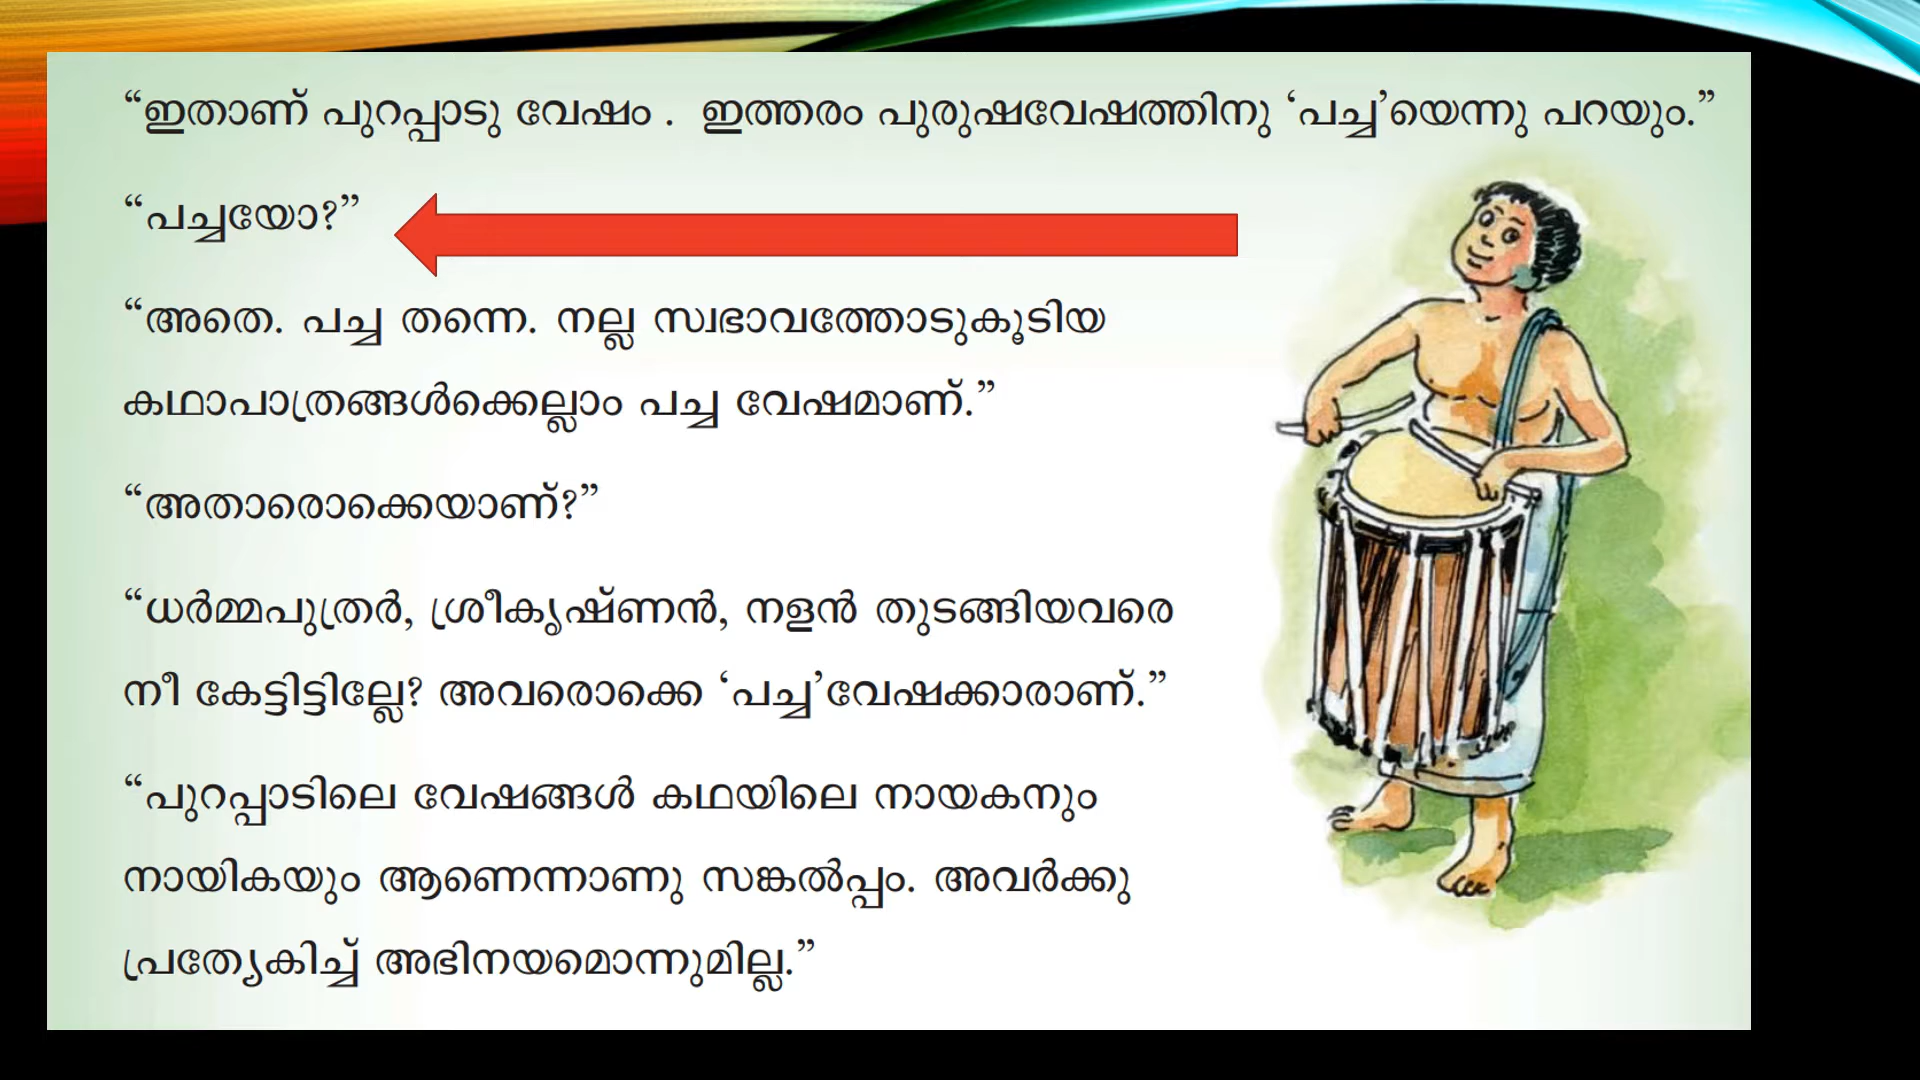 “ഇതാണ് പുറപ്പാടു വേഷം . ഇത്തരം പുരുഷവേഷത്തിനു ‘പച്ച’യെന്നു പറയും.”
“പച്ചയോ?”
“അതെ. പച്ച തന്നെ. നല്ല സ്വഭാവത്തോടുകൂടിയ
കഥാപാത്രങ്ങൾക്കെല്ലാം പച്ച വേഷമാണ്.”
“അതാരൊക്കെയാണ്?”
“ധർമ്മപുത്രർ, ശ്രീകൃഷ്ണൻ, നളൻ തുടങ്ങിയവരെ
നീ കേട്ടിട്ടില്ലേ? അവരൊക്കെ ‘പച്ച’വേഷക്കാരാണ്.”
“പുറപ്പാടിലെ വേഷങ്ങൾ കഥയിലെ നായകനും
നായികയും ആണെന്നാണു സങ്കൽപ്പം. അവർക്കു
പ്രത്യേകിച്ച് അഭിനയമൊന്നുമില്ല.”